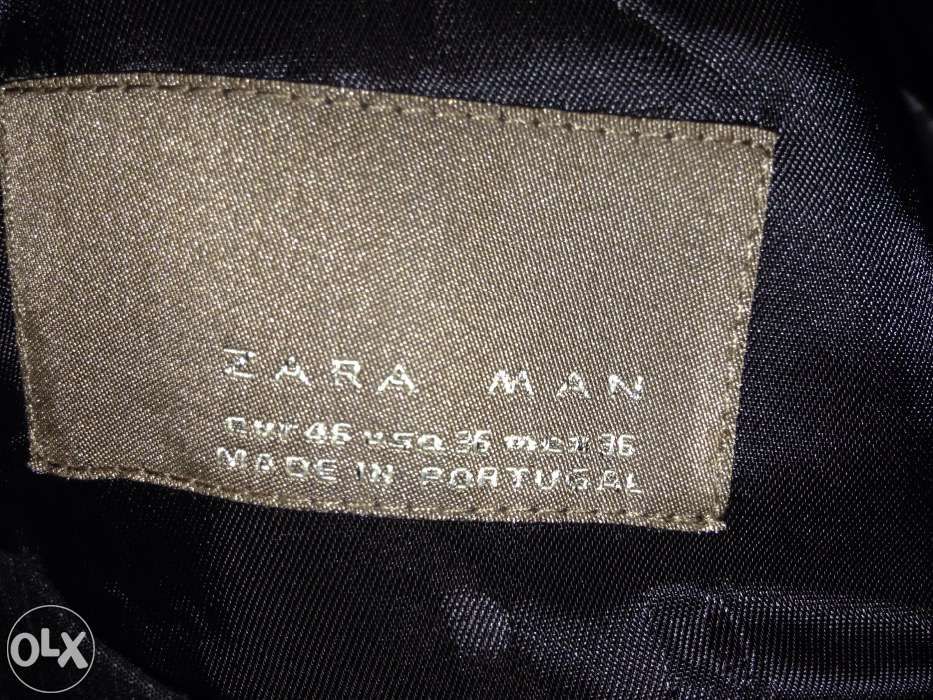 ZARA MAN
eur 46 usa 36 mex 36
MADE IN PORTUGAL
OLX